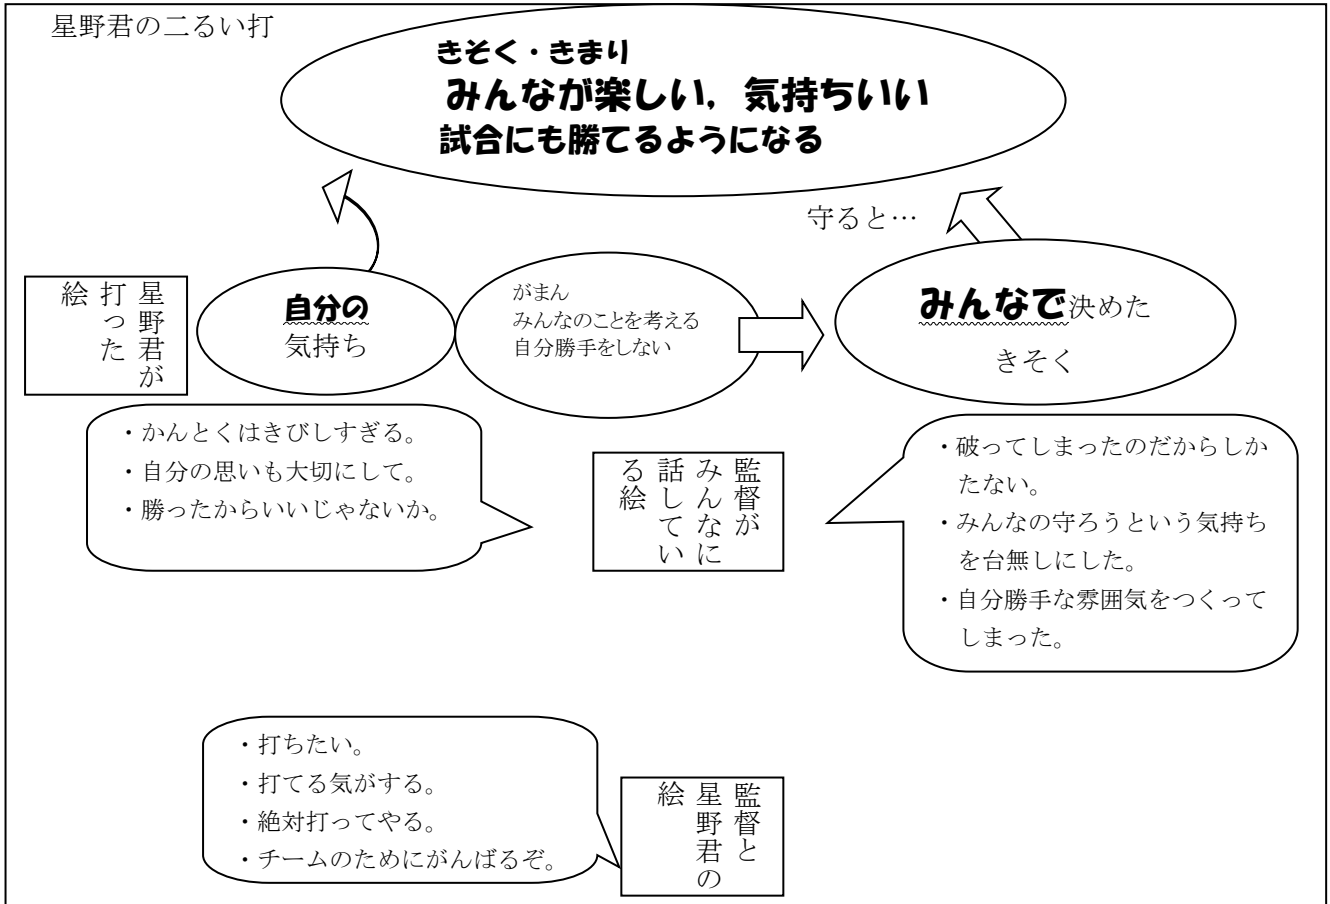 星野君の二るい打
きそく・きまり
みんなが楽しい，気持ちいい
試合にも勝てるようになる
守ると…
星野君が
打った
絵
自分の
気持ち
がまん
みんなのことを考える
自分勝手をしない
みんなで決めた
きそく
・かんとくはきびしすぎる。
・自分の思いも大切にして。
・勝ったからいいじゃないか。
監督が
みんなに
話してい
る絵
・破ってしまったのだからしか
たない。
・みんなの守ろうという気持ち
を台無しにした。
・自分勝手な雰囲気をつくって
しまった。
・打ちたい。
・打てる気がする。
・絶対打ってやる。
・チームのためにがんばるぞ。
監督と
星野君の
絵